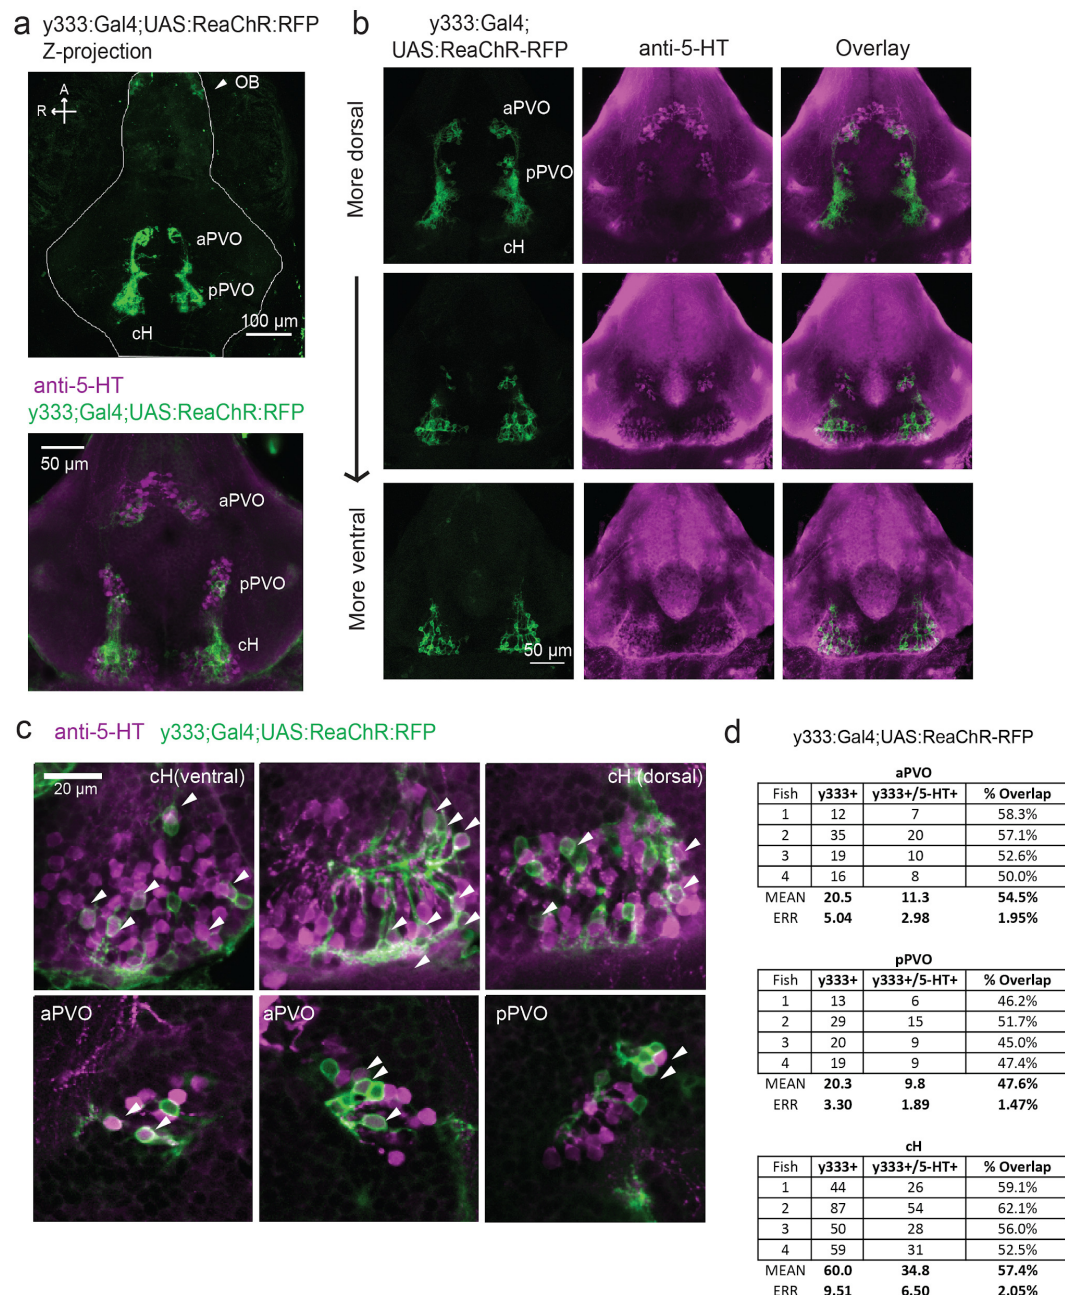 a
y333:Gal4;UAS:ReaChR:RFP
Z-projection
OB
A
R
aPVO
pPVO
cH
100 µm
anti-5-HT
y333;Gal4;UAS:ReaChR:RFP
50 µm
aPVO
pPVO
cH
b
y333:Gal4;
UAS:ReaChR-RFP
anti-5-HT
Overlay
More dorsal
More ventral
aPVO
pPVO
cH
50 µm
c
anti-5-HT y333;Gal4;UAS:ReaChR:RFP
20 µm
cH(ventral)
cH (dorsal)
aPVO
aPVO
pPVO
d
y333:Gal4;UAS:ReaChR-RFP
aPVO
Fish y333+ y333+/5-HT+ % Overlap
1 12 7 58.3%
2 35 20 57.1%
3 19 10 52.6%
4 16 8 50.0%
MEAN 20.5 11.3 54.5%
ERR 5.04 2.98 1.95%
pPVO
Fish y333+ y333+/5-HT+ % Overlap
1 13 6 46.2%
2 29 15 51.7%
3 20 9 45.0%
4 19 9 47.4%
MEAN 20.3 9.8 47.6%
ERR 3.30 1.89 1.47%
cH
Fish y333+ y333+/5-HT+ % Overlap
1 44 26 59.1%
2 87 54 62.1%
3 50 28 56.0%
4 59 31 52.5%
MEAN 60.0 34.8 57.4%
ERR 9.51 6.50 2.05%